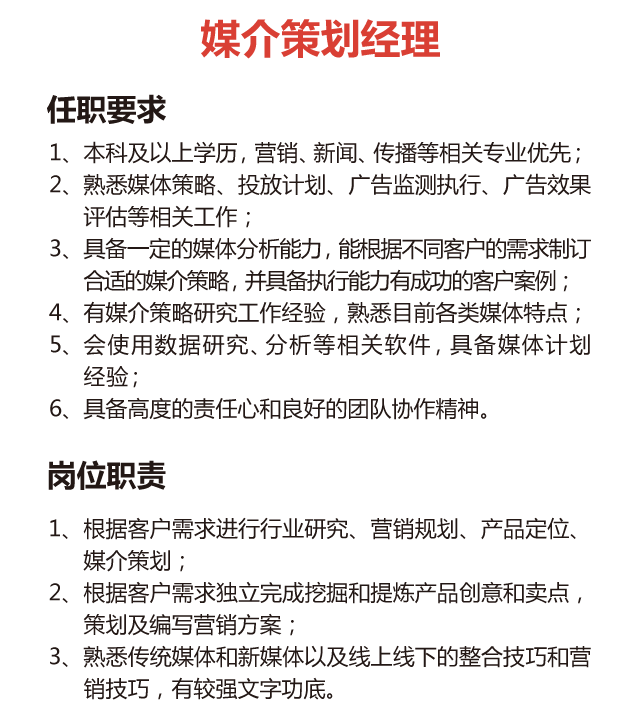 媒介策划经理
任职要求
1、本科及以上学历，营销、新闻、传播等相关专业优先；
2、熟悉媒体策略、投放计划、广告监测执行、广告效果
评估等相关工作；
3、具备一定的媒体分析能力，能根据不同客户的需求制订
合适的媒介策略，并具备执行能力有成功的客户案例；
4、有媒介策略研究工作经验，熟悉目前各类媒体特点；
5、会使用数据研究、分析等相关软件，具备媒体计划
经验；
6、具备高度的责任心和良好的团队协作精神。
岗位职责
1、根据客户需求进行行业研究、营销规划、产品定位、
媒介策划；
2、根据客户需求独立完成挖掘和提炼产品创意和卖点，
策划及编写营销方案；
3、熟悉传统媒体和新媒体以及线上线下的整合技巧和营
销技巧，有较强文字功底。